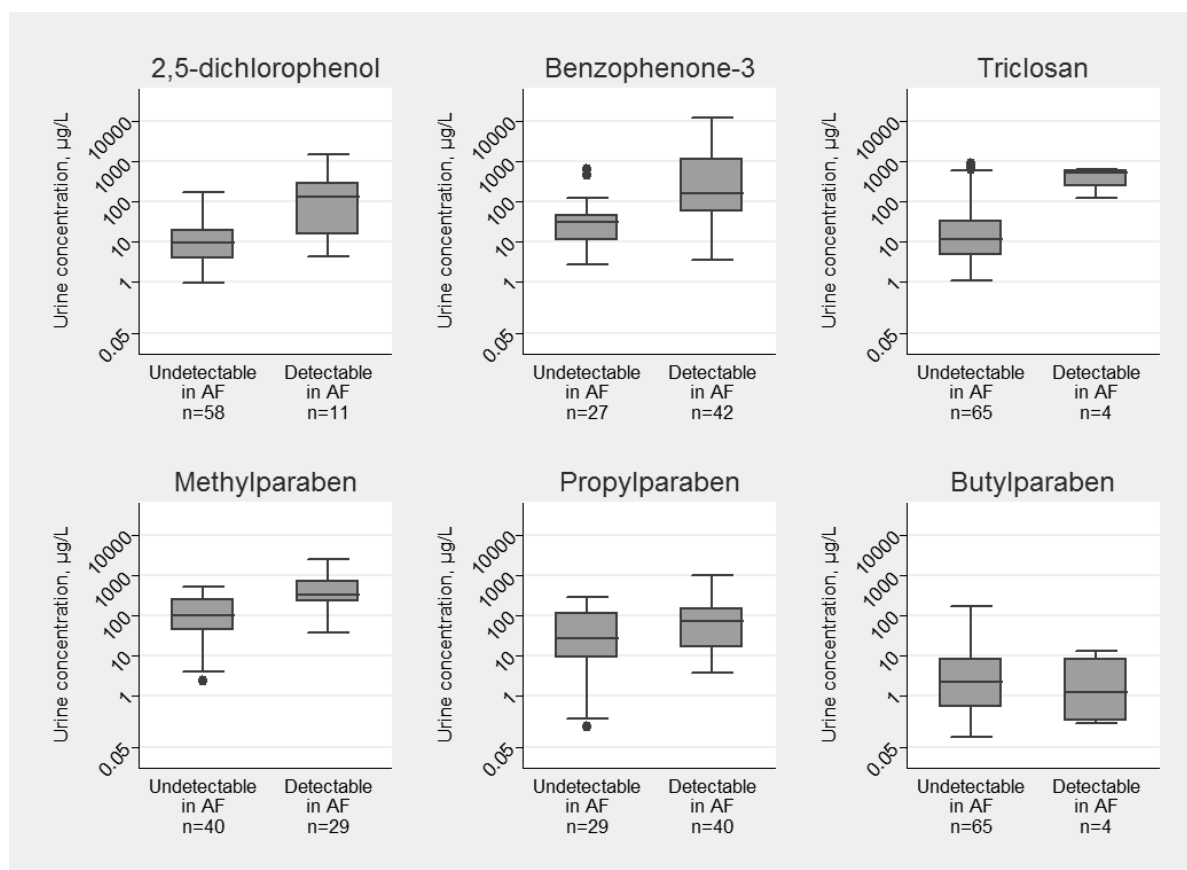 2,5-dichlorophenol
Urine concentration, µg/L
10000
1000
100
10
1
0.05
Undetectable in AF n=58
Detectable in AF n=11
Benzophenone-3
Urine concentration, µg/L
10000
1000
100
10
1
0.05
Undetectable in AF n=27
Detectable in AF n=42
Triclosan
Urine concentration, µg/L
10000
1000
100
10
1
0.05
Undetectable in AF n=65
Detectable in AF n=4
Methylparaben
Urine concentration, µg/L
10000
1000
100
10
1
0.05
Undetectable in AF n=40
Detectable in AF n=29
Propylparaben
Urine concentration, µg/L
10000
1000
100
10
1
0.05
Undetectable in AF n=29
Detectable in AF n=40
Butylparaben
Urine concentration, µg/L
10000
1000
100
10
1
0.05
Undetectable in AF n=65
Detectable in AF n=4